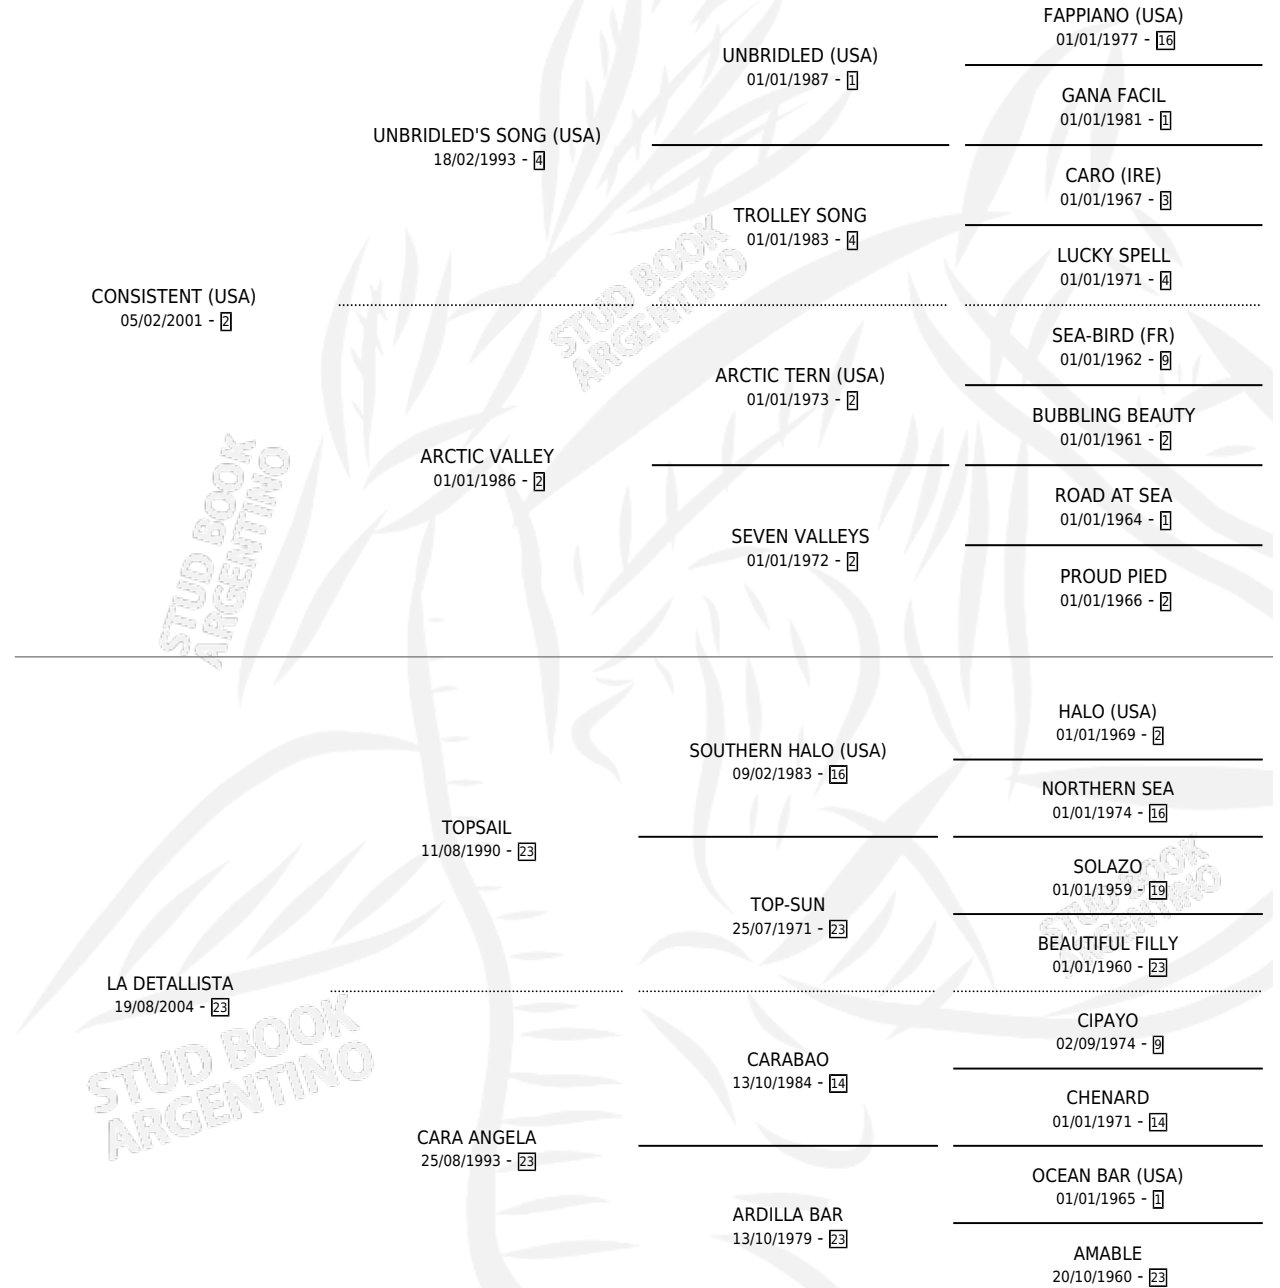 FAPPIANO (USA)
01/01/1977 - 16
UNBRIDLED (USA)
01/01/1987 - 1
GANA FACIL
01/01/1981 - 1
UNBRIDLED'S SONG (USA)
18/02/1993 - 4
CARO (IRE)
01/01/1967 - 3
TROLLEY SONG
01/01/1983 - 4
LUCKY SPELL
01/01/1971 - 4
CONSISTENT (USA)
05/02/2001 - 2
SEA-BIRD (FR)
01/01/1962 - 9
ARCTIC TERN (USA)
01/01/1973 - 2
BUBBLING BEAUTY
01/01/1961 - 2
ARCTIC VALLEY
01/01/1986 - 2
ROAD AT SEA
01/01/1964 - 1
SEVEN VALLEYS
01/01/1972 - 2
PROUD PIED
01/01/1966 - 2
STUD BOOK
ARGENTINO
STUD BOOK
ARGENTINO
HALO (USA)
01/01/1969 - 2
SOUTHERN HALO (USA)
09/02/1983 - 16
NORTHERN SEA
01/01/1974 - 16
TOPSAIL
11/08/1990 - 23
SOLAZO
01/01/1959 - 19
TOP-SUN
25/07/1971 - 23
BEAUTIFUL FILLY
01/01/1960 - 23
LA DETALLISTA
19/08/2004 - 23
CIPAYO
02/09/1974 - 9
CARABAO
13/10/1984 - 14
CHENARD
01/01/1971 - 14
CARA ANGELA
25/08/1993 - 23
OCEAN BAR (USA)
01/01/1965 - 1
ARDILLA BAR
13/10/1979 - 23
AMABLE
20/10/1960 - 23
STUD BOOK
ARGENTINO
STUD BOOK
ARGENTINO